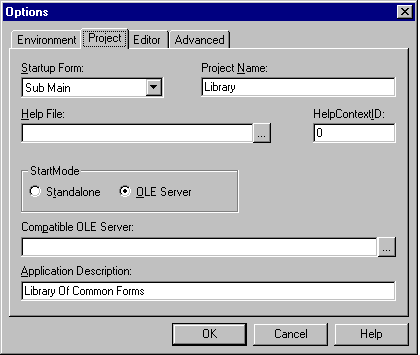 Options
Environment Project Editor Advanced
Startup Form: Project Name:
Sub Main Library
Help File: HelpContextID:
... 0
StartMode
Standalone OLE Server
Compatible OLE Server:
...
Application Description:
Library Of Common Forms
OK Cancel Help